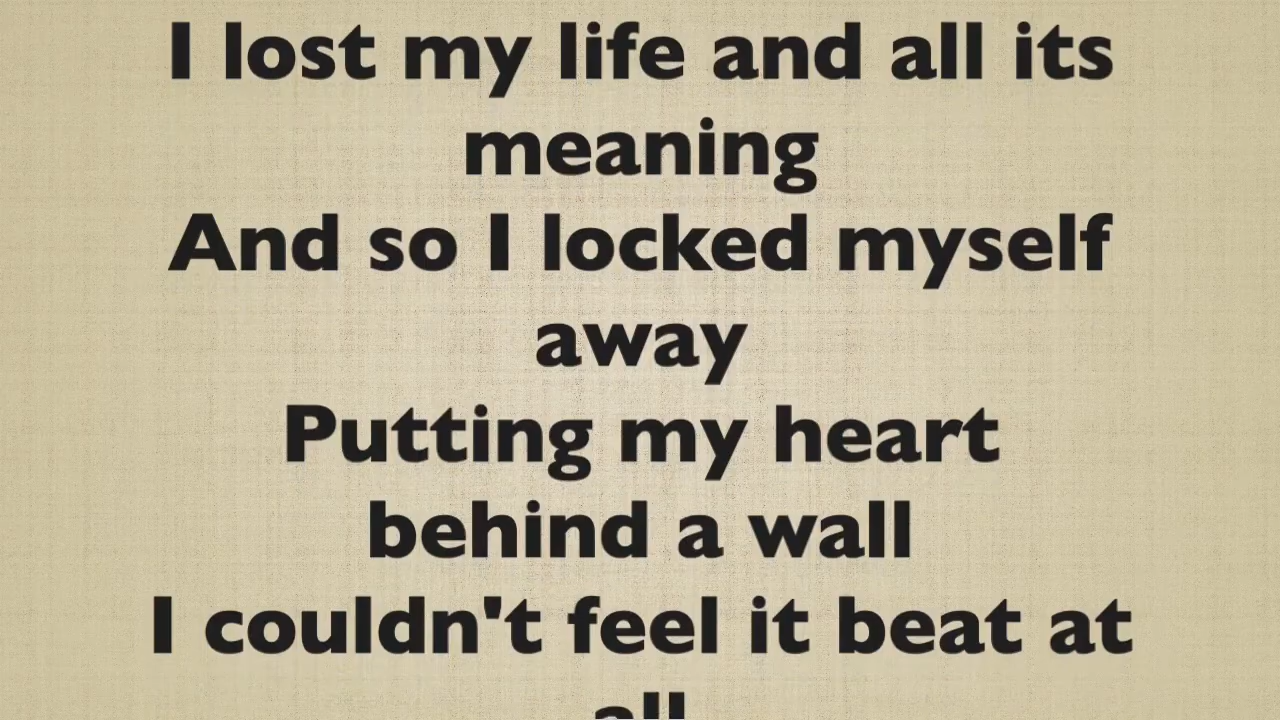 I lost my life and all its
meaning
And so I locked myself
away
Putting my heart
behind a wall
I couldn't feel it beat at
all